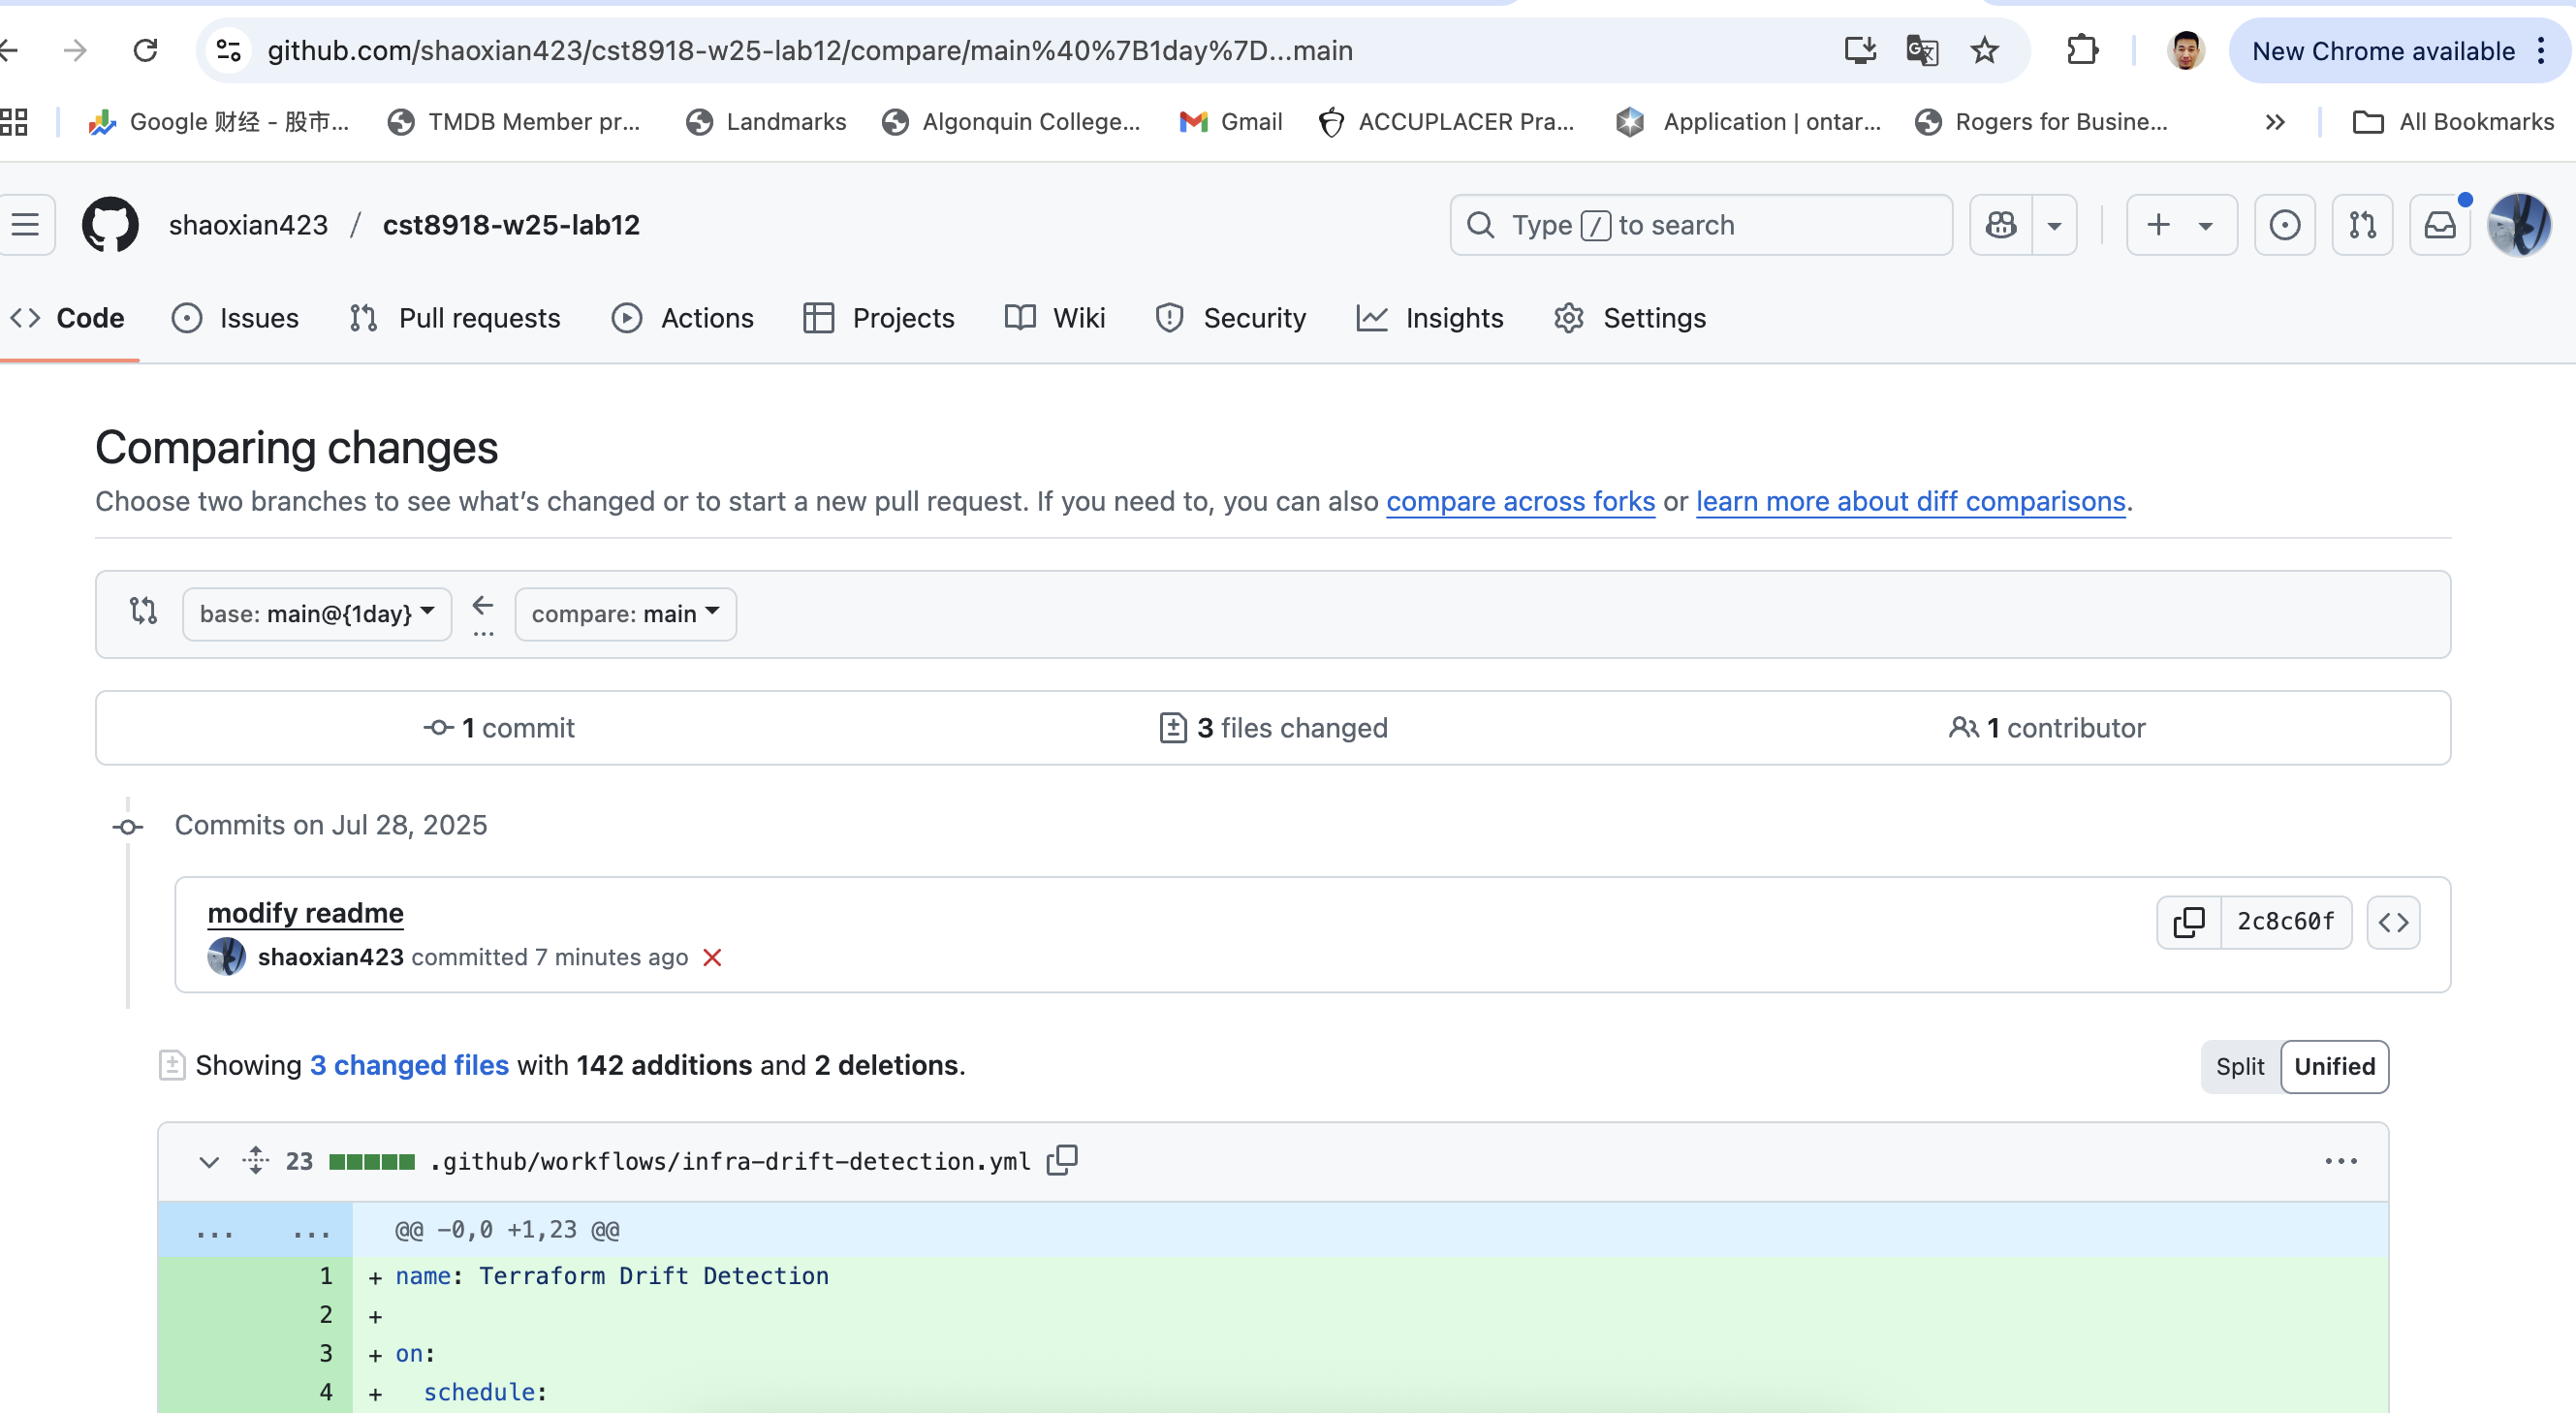 github.com/shaoxian423/cst8918-w25-lab12/compare/main%40%7B1day%7D...main
New Chrome available
Google 财经 - 股市...
TMDB Member pr...
Landmarks
Algonquin College...
Gmail
ACCUPLACER Pra...
Application | ontar...
Rogers for Busine...
All Bookmarks
shaoxian423 / cst8918-w25-lab12
Type / to search
Code
Issues
Pull requests
Actions
Projects
Wiki
Security
Insights
Settings
Comparing changes
Choose two branches to see what's changed or to start a new pull request. If you need to, you can also compare across forks or learn more about diff comparisons.
base: main@{1day}
...
compare: main
1 commit
3 files changed
1 contributor
Commits on Jul 28, 2025
modify readme
2c8c60f
shaoxian423 committed 7 minutes ago
Showing 3 changed files with 142 additions and 2 deletions.
Split
Unified
23 .github/workflows/infra-drift-detection.yml
... ... @@ -0,0 +1,23 @@
1 + name: Terraform Drift Detection
2 +
3 + on:
4 + schedule: